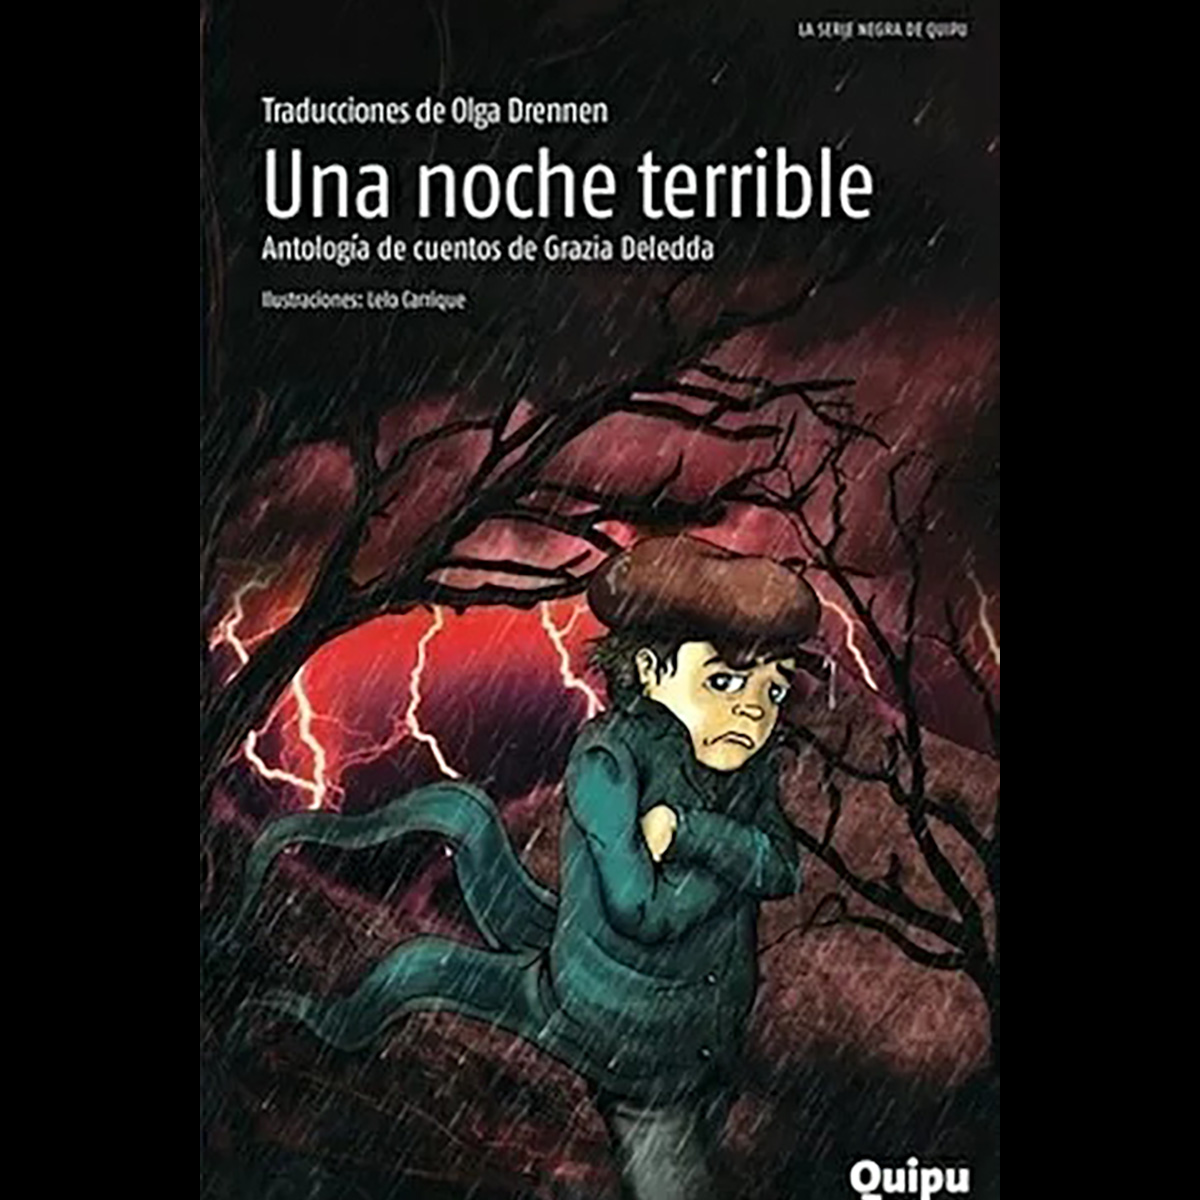 LA SERIE NEGRA DE QUIPU
Traducciones de Olga Drennen
Una noche terrible
Antología de cuentos de Grazia Deledda
Ilustraciones: Lelo Carrique
Quipu